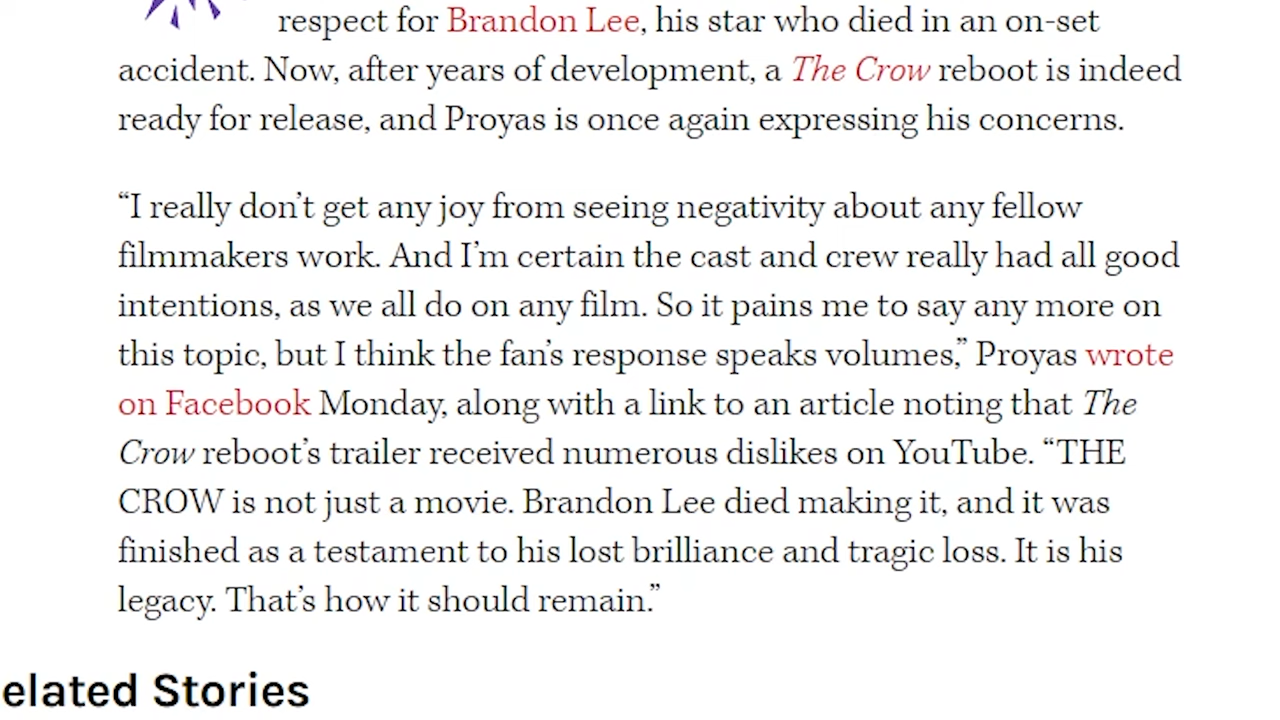 respect for Brandon Lee, his star who died in an on-set
accident. Now, after years of development, a The Crow reboot is indeed
ready for release, and Proyas is once again expressing his concerns.
“I really don’t get any joy from seeing negativity about any fellow
filmmakers work. And I’m certain the cast and crew really had all good
intentions, as we all do on any film. So it pains me to say any more on
this topic, but I think the fan’s response speaks volumes,” Proyas wrote
on Facebook Monday, along with a link to an article noting that The
Crow reboot’s trailer received numerous dislikes on YouTube. “THE
CROW is not just a movie. Brandon Lee died making it, and it was
finished as a testament to his lost brilliance and tragic loss. It is his
legacy. That’s how it should remain.”
elated Stories